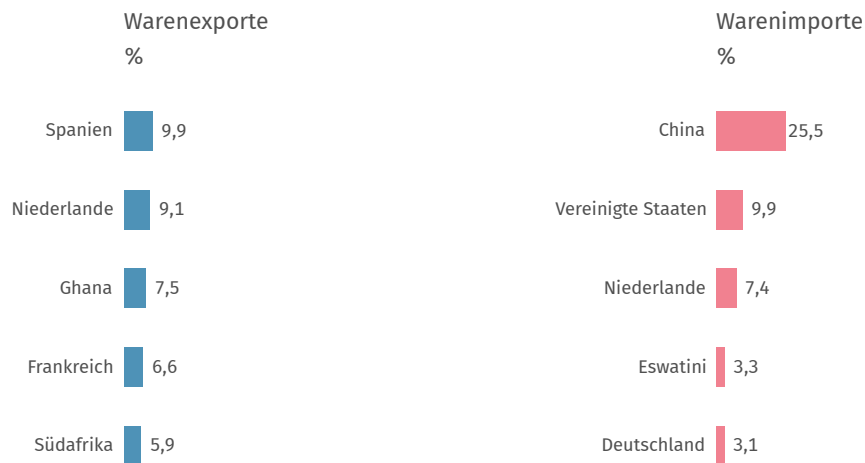 Warenexporte
%
Spanien 9,9
Niederlande 9,1
Ghana 7,5
Frankreich 6,6
Südafrika 5,9
Warenimporte
%
China 25,5
Vereinigte Staaten 9,9
Niederlande 7,4
Eswatini 3,3
Deutschland 3,1